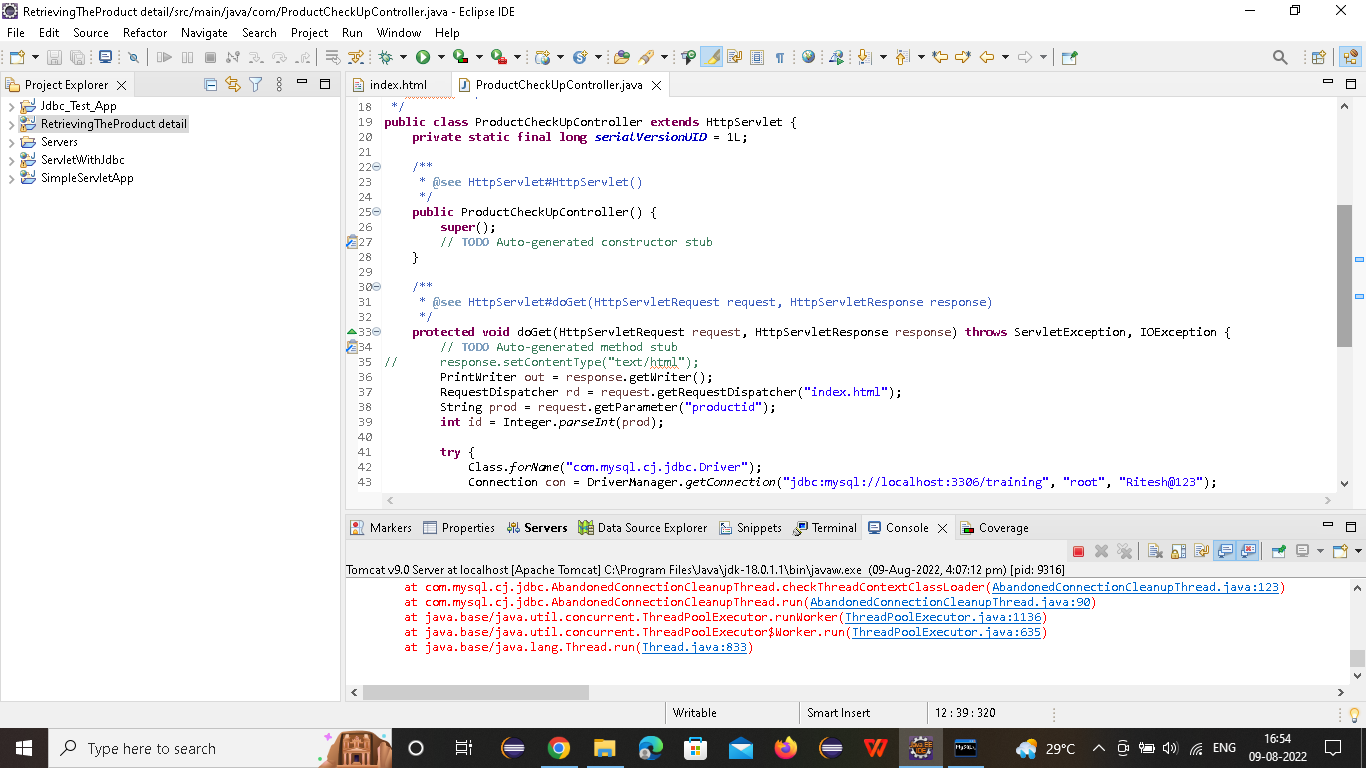 RetrievingTheProduct detail/src/main/java/com/ProductCheckUpController.java - Eclipse IDE
File Edit Source Refactor Navigate Search Project Run Window Help
Project Explorer
index.html
ProductCheckUpController.java
Jdbc_Test_App
RetrievingTheProduct detail
Servers
ServletWithJdbc
SimpleServletApp
18 */
19 public class ProductCheckUpController extends HttpServlet {
20 private static final long serialVersionUID = 1L;
21
22 /**
23 * @see HttpServlet#HttpServlet()
24 */
25 public ProductCheckUpController() {
26 super();
27 // TODO Auto-generated constructor stub
28 }
29
30 /**
31 * @see HttpServlet#doGet(HttpServletRequest request, HttpServletResponse response)
32 */
33 protected void doGet(HttpServletRequest request, HttpServletResponse response) throws ServletException, IOException {
34 // TODO Auto-generated method stub
35 // response.setContentType("text/html");
36 PrintWriter out = response.getWriter();
37 RequestDispatcher rd = request.getRequestDispatcher("index.html");
38 String prod = request.getParameter("productid");
39 int id = Integer.parseInt(prod);
40
41 try {
42 Class.forName("com.mysql.cj.jdbc.Driver");
43 Connection con = DriverManager.getConnection("jdbc:mysql://localhost:3306/training", "root", "Ritesh@123");
Markers Properties Servers Data Source Explorer Snippets Terminal Console Coverage
Tomcat v9.0 Server at localhost [Apache Tomcat] C:\Program Files\Java\jdk-18.0.1.1\bin\javaw.exe (09-Aug-2022, 4:07:12 pm) [pid: 9316]
at com.mysql.cj.jdbc.AbandonedConnectionCleanupThread.checkThreadContextClassLoader(AbandonedConnectionCleanupThread.java:123)
at com.mysql.cj.jdbc.AbandonedConnectionCleanupThread.run(AbandonedConnectionCleanupThread.java:90)
at java.base/java.util.concurrent.ThreadPoolExecutor.runWorker(ThreadPoolExecutor.java:1136)
at java.base/java.util.concurrent.ThreadPoolExecutor$Worker.run(ThreadPoolExecutor.java:635)
at java.base/java.lang.Thread.run(Thread.java:833)
Writable Smart Insert 12 : 39 : 320
Type here to search
29°C ENG
16:54
09-08-2022